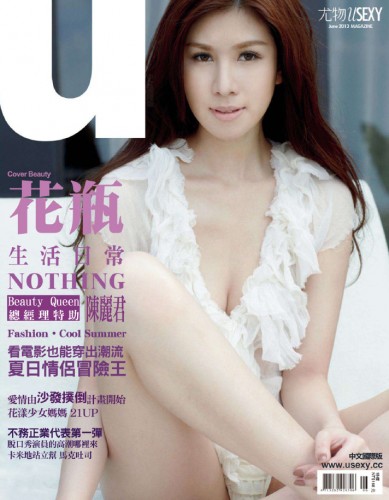 u
尤物 USEXY
June 2013 MAGAZINE
Cover Beauty
花瓶
生活日常
NOTHING
Beauty Queen
總經理特助
陳麗君
Fashion・Cool Summer
看電影也能穿出潮流
夏日情侶冒險王
愛情由沙發撲倒計畫開始
花漾少女媽媽 21UP
不務正業代表第一彈
脫口秀演員的高潮哪裡來
卡米地站立幫 馬克吐司
中文國際版
www.usexy.cc